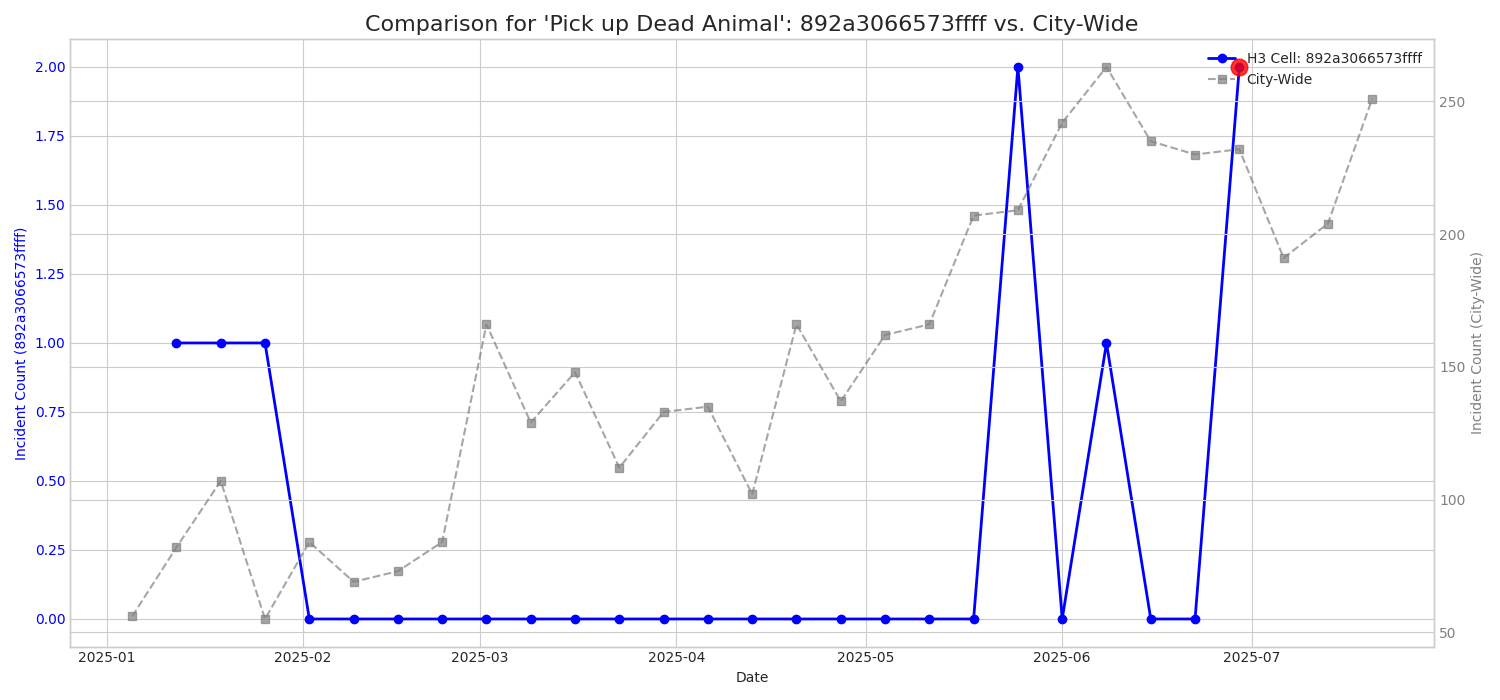 Comparison for 'Pick up Dead Animal': 892a3066573ffff vs. City-Wide
H3 Cell: 892a3066573ffff
City-Wide
Incident Count (892a3066573ffff)
2.00
1.75
1.50
1.25
1.00
0.75
0.50
0.25
0.00
250
200
150
100
50
Incident Count (City-Wide)
2025-01 2025-02 2025-03 2025-04 2025-05 2025-06 2025-07
Date